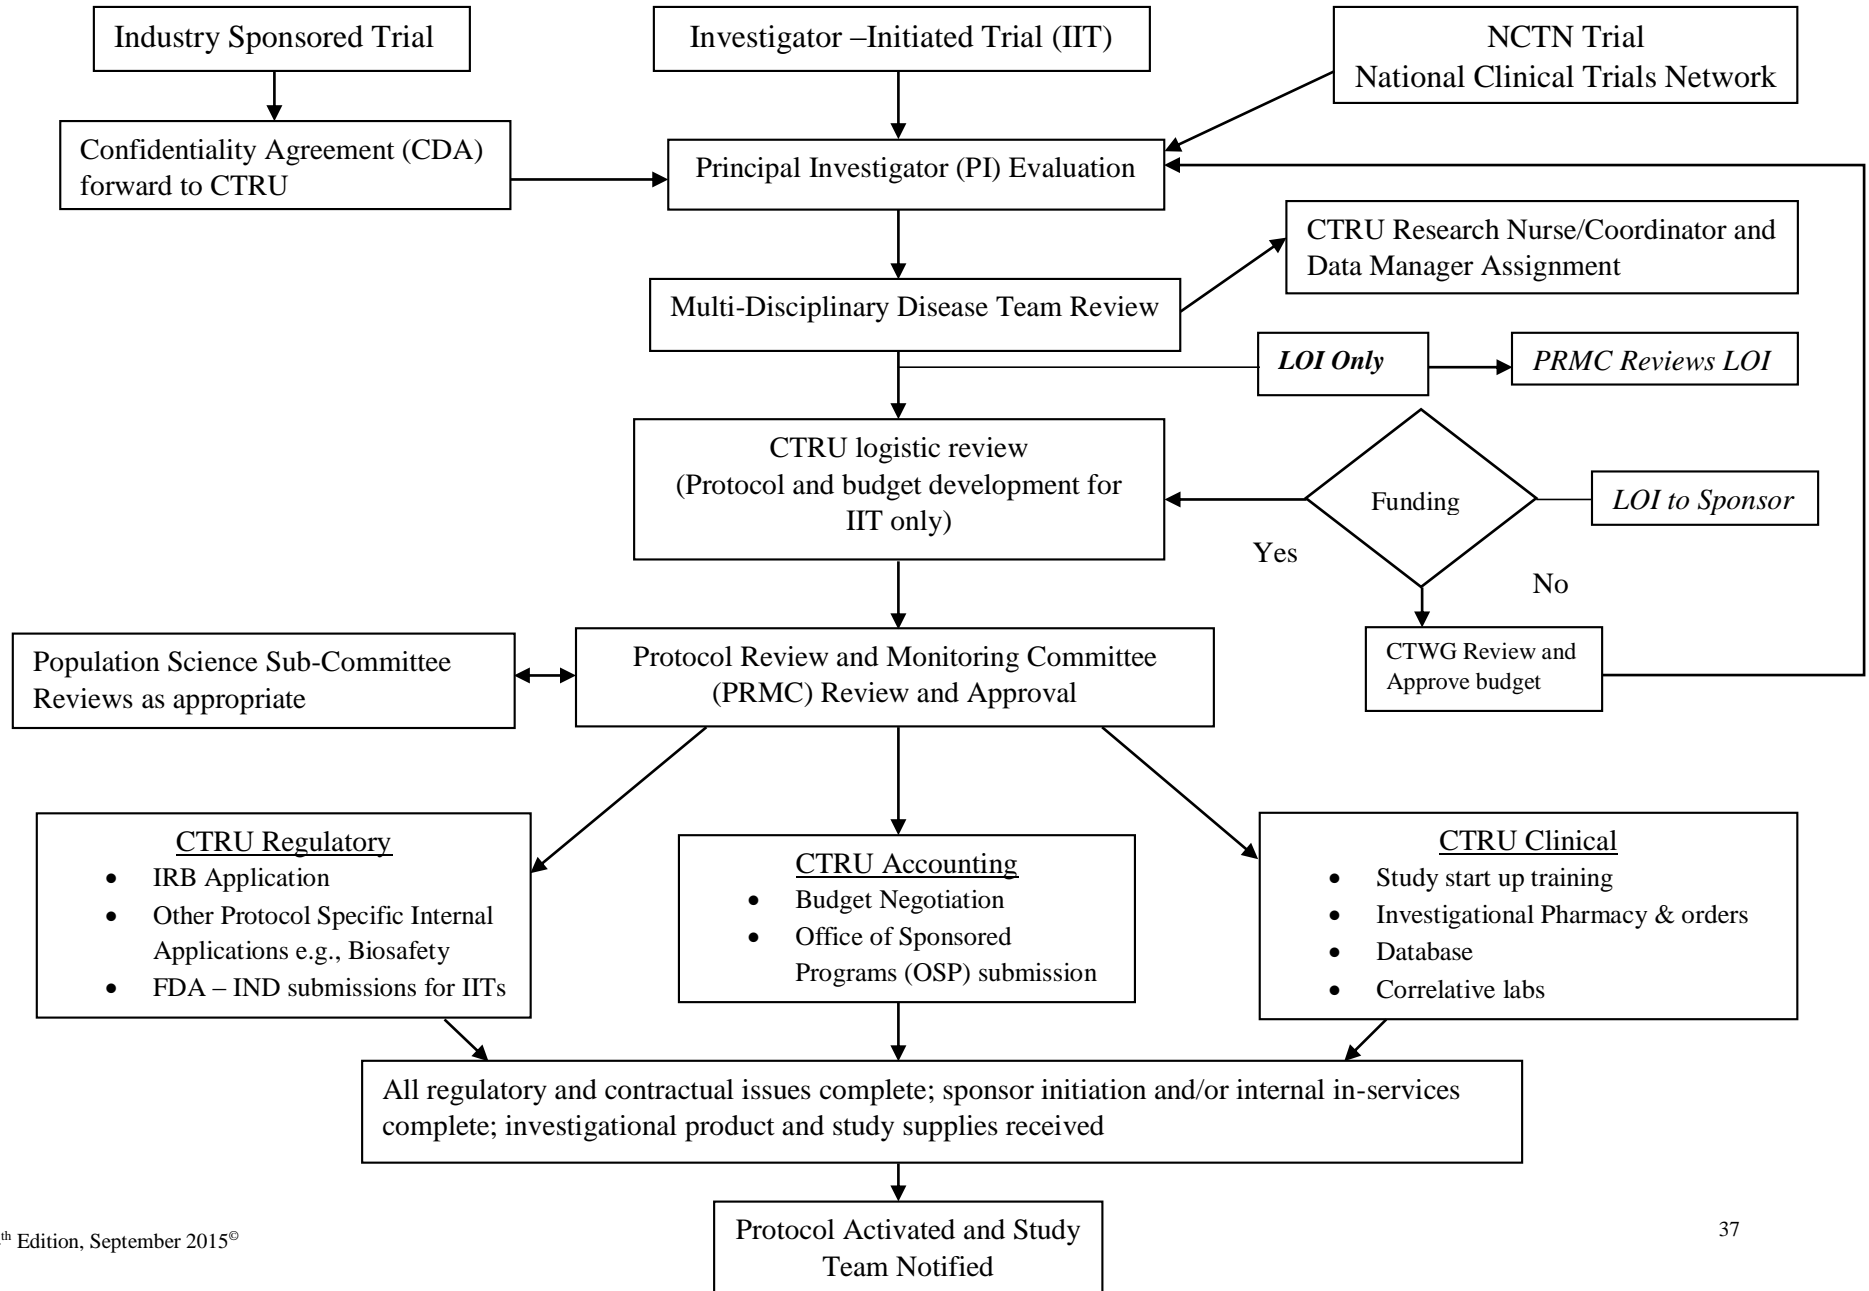 Industry Sponsored Trial
Investigator –Initiated Trial (IIT)
NCTN Trial
National Clinical Trials Network
Confidentiality Agreement (CDA)
forward to CTRU
Principal Investigator (PI) Evaluation
CTRU Research Nurse/Coordinator and
Data Manager Assignment
Multi-Disciplinary Disease Team Review
LOI Only
PRMC Reviews LOI
CTRU logistic review
(Protocol and budget development for
IIT only)
Funding
LOI to Sponsor
Yes
No
CTWG Review and
Approve budget
Population Science Sub-Committee
Reviews as appropriate
Protocol Review and Monitoring Committee
(PRMC) Review and Approval
CTRU Regulatory
• IRB Application
• Other Protocol Specific Internal
Applications e.g., Biosafety
• FDA – IND submissions for IITs
CTRU Accounting
• Budget Negotiation
• Office of Sponsored
Programs (OSP) submission
CTRU Clinical
• Study start up training
• Investigational Pharmacy & orders
• Database
• Correlative labs
All regulatory and contractual issues complete; sponsor initiation and/or internal in-services
complete; investigational product and study supplies received
Protocol Activated and Study
Team Notified
th Edition, September 2015©
37